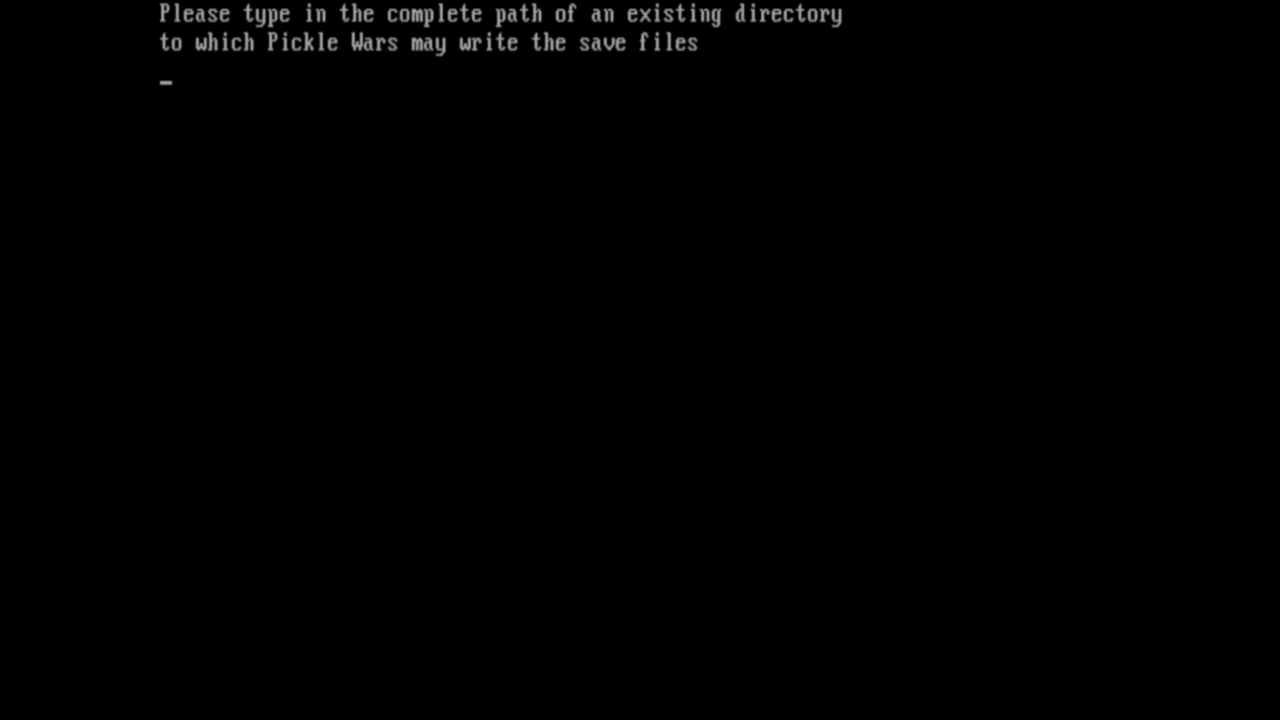 Please type in the complete path of an existing directory
to which Pickle Wars may write the save files